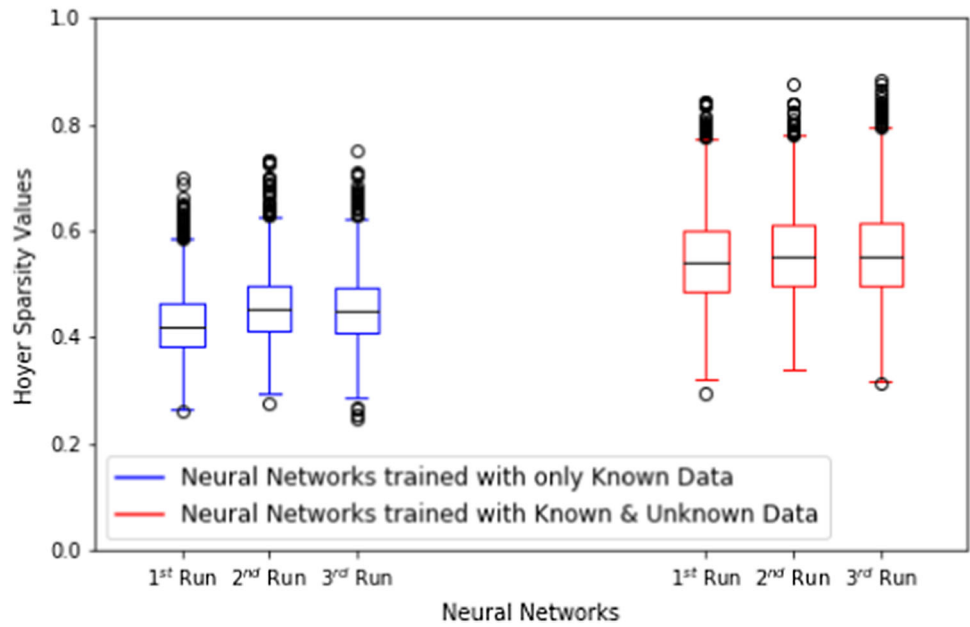 1.0
0.8
0.6
0.4
0.2
0.0
Hoyer Sparsity Values
Neural Networks trained with only Known Data
Neural Networks trained with Known & Unknown Data
1st Run 2nd Run 3rd Run 1st Run 2nd Run 3rd Run
Neural Networks